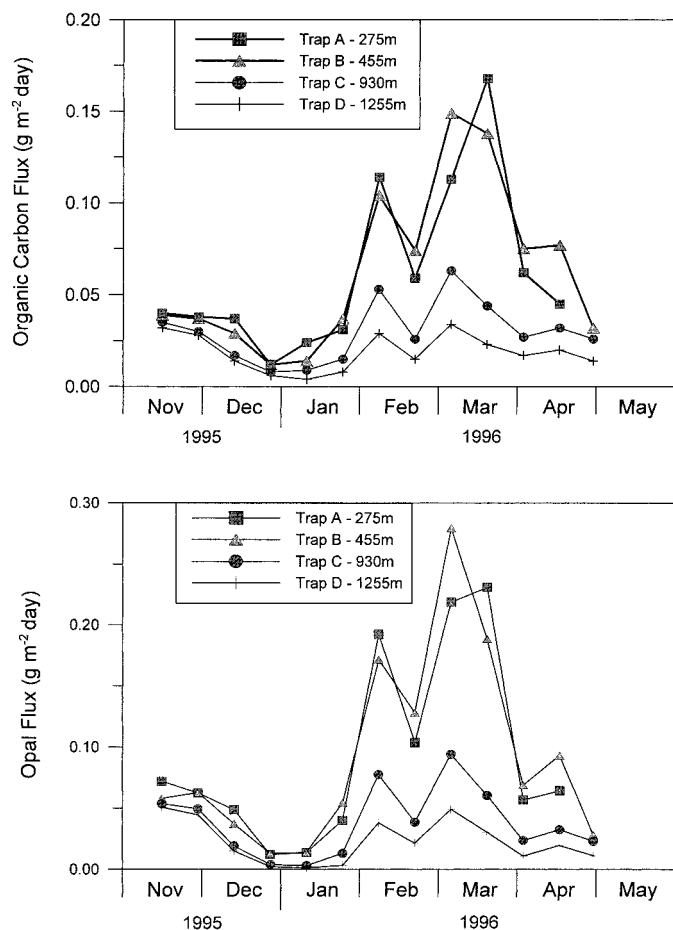 0.20
Trap A - 275m
Trap B - 455m
Trap C - 930m
Trap D - 1255m
0.15
0.10
0.05
0.00
Organic Carbon Flux (g m⁻² day)
Nov Dec Jan Feb Mar Apr May
1995 1996
0.30
Trap A - 275m
Trap B - 455m
Trap C - 930m
Trap D - 1255m
0.20
0.10
0.00
Opal Flux (g m⁻² day)
Nov Dec Jan Feb Mar Apr May
1995 1996